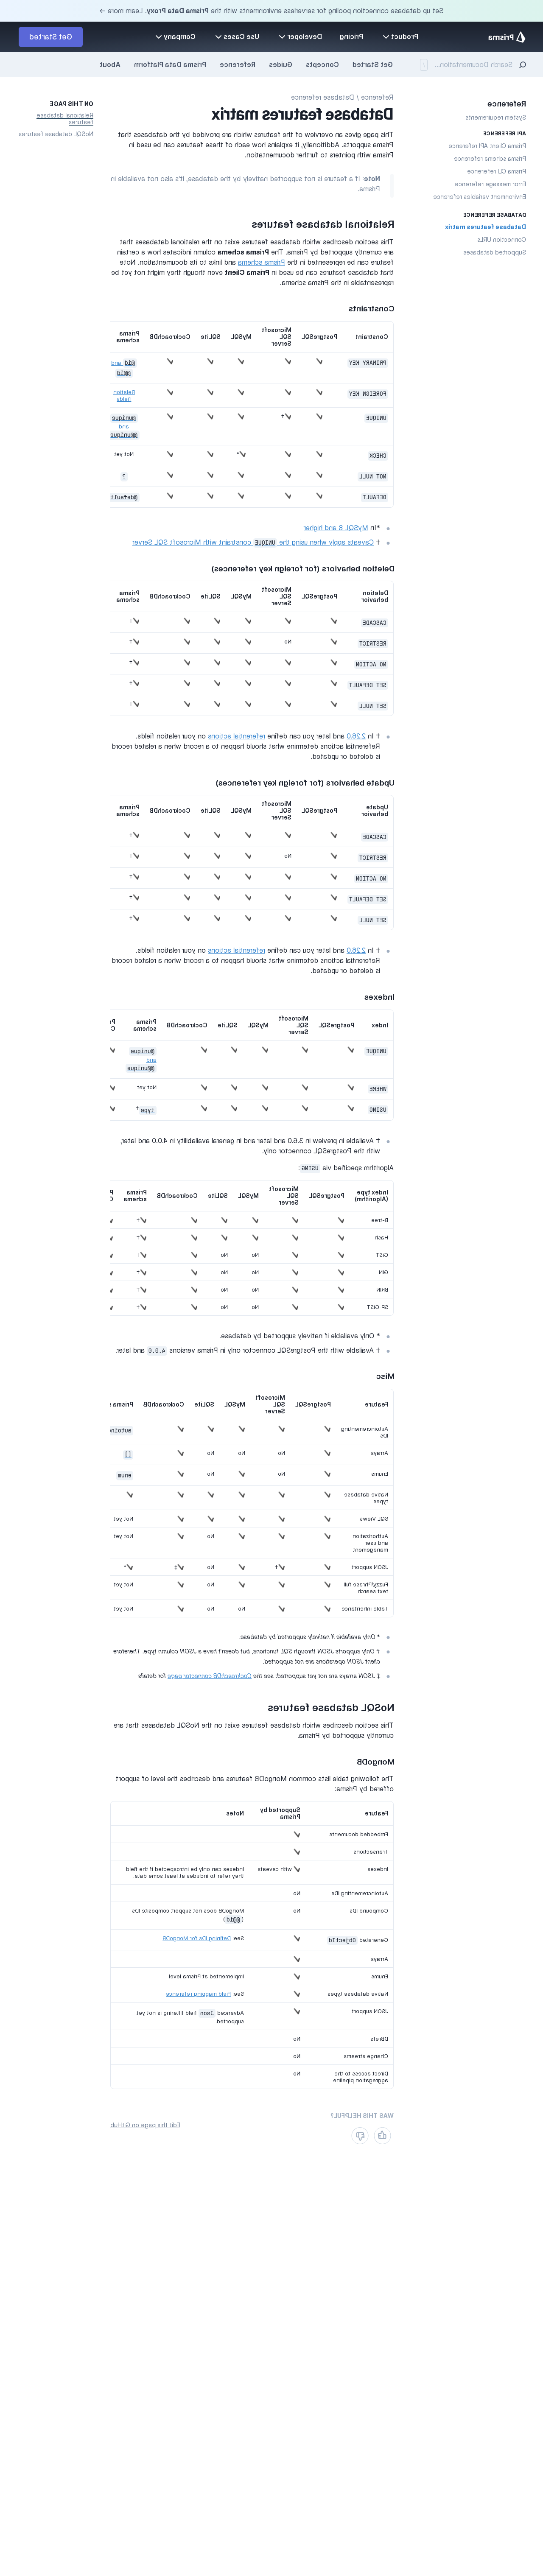 Set up database connection pooling for serverless environments with the Prisma Data Proxy. Learn more →
Prisma
Product
Pricing
Developer
Use Cases
Company
Get Started
Search Documentation...
/
Get Started
Concepts
Guides
Reference
Prisma Data Platform
About
Reference
System requirements
API REFERENCE
Prisma Client API reference
Prisma schema reference
Prisma CLI reference
Error message reference
Environment variables reference
DATABASE REFERENCE
Database features matrix
Connection URLs
Supported databases
Reference / Database reference
Database features matrix
This page gives an overview of the features which are provided by the databases that
Prisma supports. Additionally, it explains how each of these features can be used in
Prisma with pointers to further documentation.
Note: If a feature is not supported natively by the database, it's also not available in
Prisma.
Relational database features
This section describes which database features exist on the relational databases that
are currently supported by Prisma. The Prisma schema column indicates how a certain
feature can be represented in the Prisma schema and links to its documentation. Note
that database features can be used in Prisma Client even though they might not yet be
representable in the Prisma schema.
Constraints
Constraint PostgreSQL Microsoft SQL Server MySQL SQLite CockroachDB Prisma schema
PRIMARY KEY ✔ ✔ ✔ ✔ ✔ @id and @@id
FOREIGN KEY ✔ ✔ ✔ ✔ ✔ Relation fields
UNIQUE ✔ ✔† ✔ ✔ ✔ @unique and @@unique
CHECK ✔ ✔ ✔* ✔ ✔ Not yet
NOT NULL ✔ ✔ ✔ ✔ ✔ ?
DEFAULT ✔ ✔ ✔ ✔ ✔ @default
*In MySQL 8 and higher
† Caveats apply when using the UNIQUE constraint with Microsoft SQL Server
Deletion behaviors (for foreign key references)
Deletion behavior PostgreSQL Microsoft SQL Server MySQL SQLite CockroachDB Prisma schema
CASCADE ✔ ✔ ✔ ✔ ✔ ✔†
RESTRICT ✔ No ✔ ✔ ✔ ✔†
NO ACTION ✔ ✔ ✔ ✔ ✔ ✔†
SET DEFAULT ✔ ✔ ✔ ✔ ✔ ✔†
SET NULL ✔ ✔ ✔ ✔ ✔ ✔†
† In 2.26.0 and later you can define referential actions on your relation fields.
Referential actions determine what should happen to a record when a related record
is deleted or updated.
Update behaviors (for foreign key references)
Update behavior PostgreSQL Microsoft SQL Server MySQL SQLite CockroachDB Prisma schema
CASCADE ✔ ✔ ✔ ✔ ✔ ✔†
RESTRICT ✔ No ✔ ✔ ✔ ✔†
NO ACTION ✔ ✔ ✔ ✔ ✔ ✔†
SET DEFAULT ✔ ✔ ✔ ✔ ✔ ✔†
SET NULL ✔ ✔ ✔ ✔ ✔ ✔†
† In 2.26.0 and later you can define referential actions on your relation fields.
Referential actions determine what should happen to a record when a related record
is deleted or updated.
Indexes
Index PostgreSQL Microsoft SQL Server MySQL SQLite CockroachDB Prisma schema
UNIQUE ✔ ✔ ✔ ✔ ✔ @unique and @@unique ✔
WHERE ✔ ✔ ✔ ✔ ✔ Not yet ✔
USING ✔ ✔ ✔ ✔ ✔ type † ✔
† Available in preview in 3.6.0 and later and in general availability in 4.0.0 and later,
with the PostgreSQL connector only.
Algorithm specified via USING:
Index type (Algorithm) PostgreSQL Microsoft SQL Server MySQL SQLite CockroachDB Prisma schema
B-tree ✔ ✔ ✔ ✔ ✔ ✔†
Hash ✔ ✔ ✔ ✔ ✔ ✔†
GiST ✔ ✔ No No ✔ ✔†
GIN ✔ ✔ No No ✔ ✔†
BRIN ✔ ✔ No No ✔ ✔†
SP-GiST ✔ ✔ No No ✔ ✔†
* Only available if natively supported by database.
† Available with the PostgreSQL connector only in Prisma versions 4.0.0 and later.
Misc
Feature PostgreSQL Microsoft SQL Server MySQL SQLite CockroachDB Prisma
Autoincrementing IDs ✔ ✔ ✔ ✔ ✔ autoin
Arrays ✔ No No No ✔ []
Enums ✔ No ✔ No ✔ enum
Native database types ✔ ✔ ✔ ✔ ✔ ✔
SQL Views ✔ ✔ ✔ ✔ ✔ Not yet
Authorization and user management ✔ ✔ ✔ No ✔ Not yet
JSON support ✔ ✔† ✔ No ✔‡ ✔*
Fuzzy/Phrase full text search ✔ ✔ ✔ No ✔ Not yet
Table inheritance ✔ ✔ No No ✔ Not yet
* Only available if natively supported by database.
† Only supports JSON through SQL functions, but doesn't have a JSON column type. Therefore
client JSON operations are not supported.
‡ JSON arrays are not yet supported: see the CockroachDB connector page for details
NoSQL database features
This section describes which database features exist on the NoSQL databases that are
currently supported by Prisma.
MongoDB
The following table lists common MongoDB features and describes the level of support
offered by Prisma:
Feature Supported by Prisma Notes
Embedded documents ✔
Transactions ✔
Indexes ✔ with caveats Indexes can only be introspected if the field they refer to includes at least some data.
Autoincrementing IDs No
Compound IDs No MongoDB does not support composite IDs (@@id)
Generated ObjectId ✔ See: Defining IDs for MongoDB
Arrays ✔
Enums ✔ Implemented at Prisma level
Native database types ✔ See: Field mapping reference
JSON support ✔ Advanced Json field filtering is not yet supported.
DBrefs No
Change streams No
Direct access to the aggregation pipeline No
WAS THIS HELPFUL?
Edit this page on GitHub
ON THIS PAGE
Relational database
features
NoSQL database features